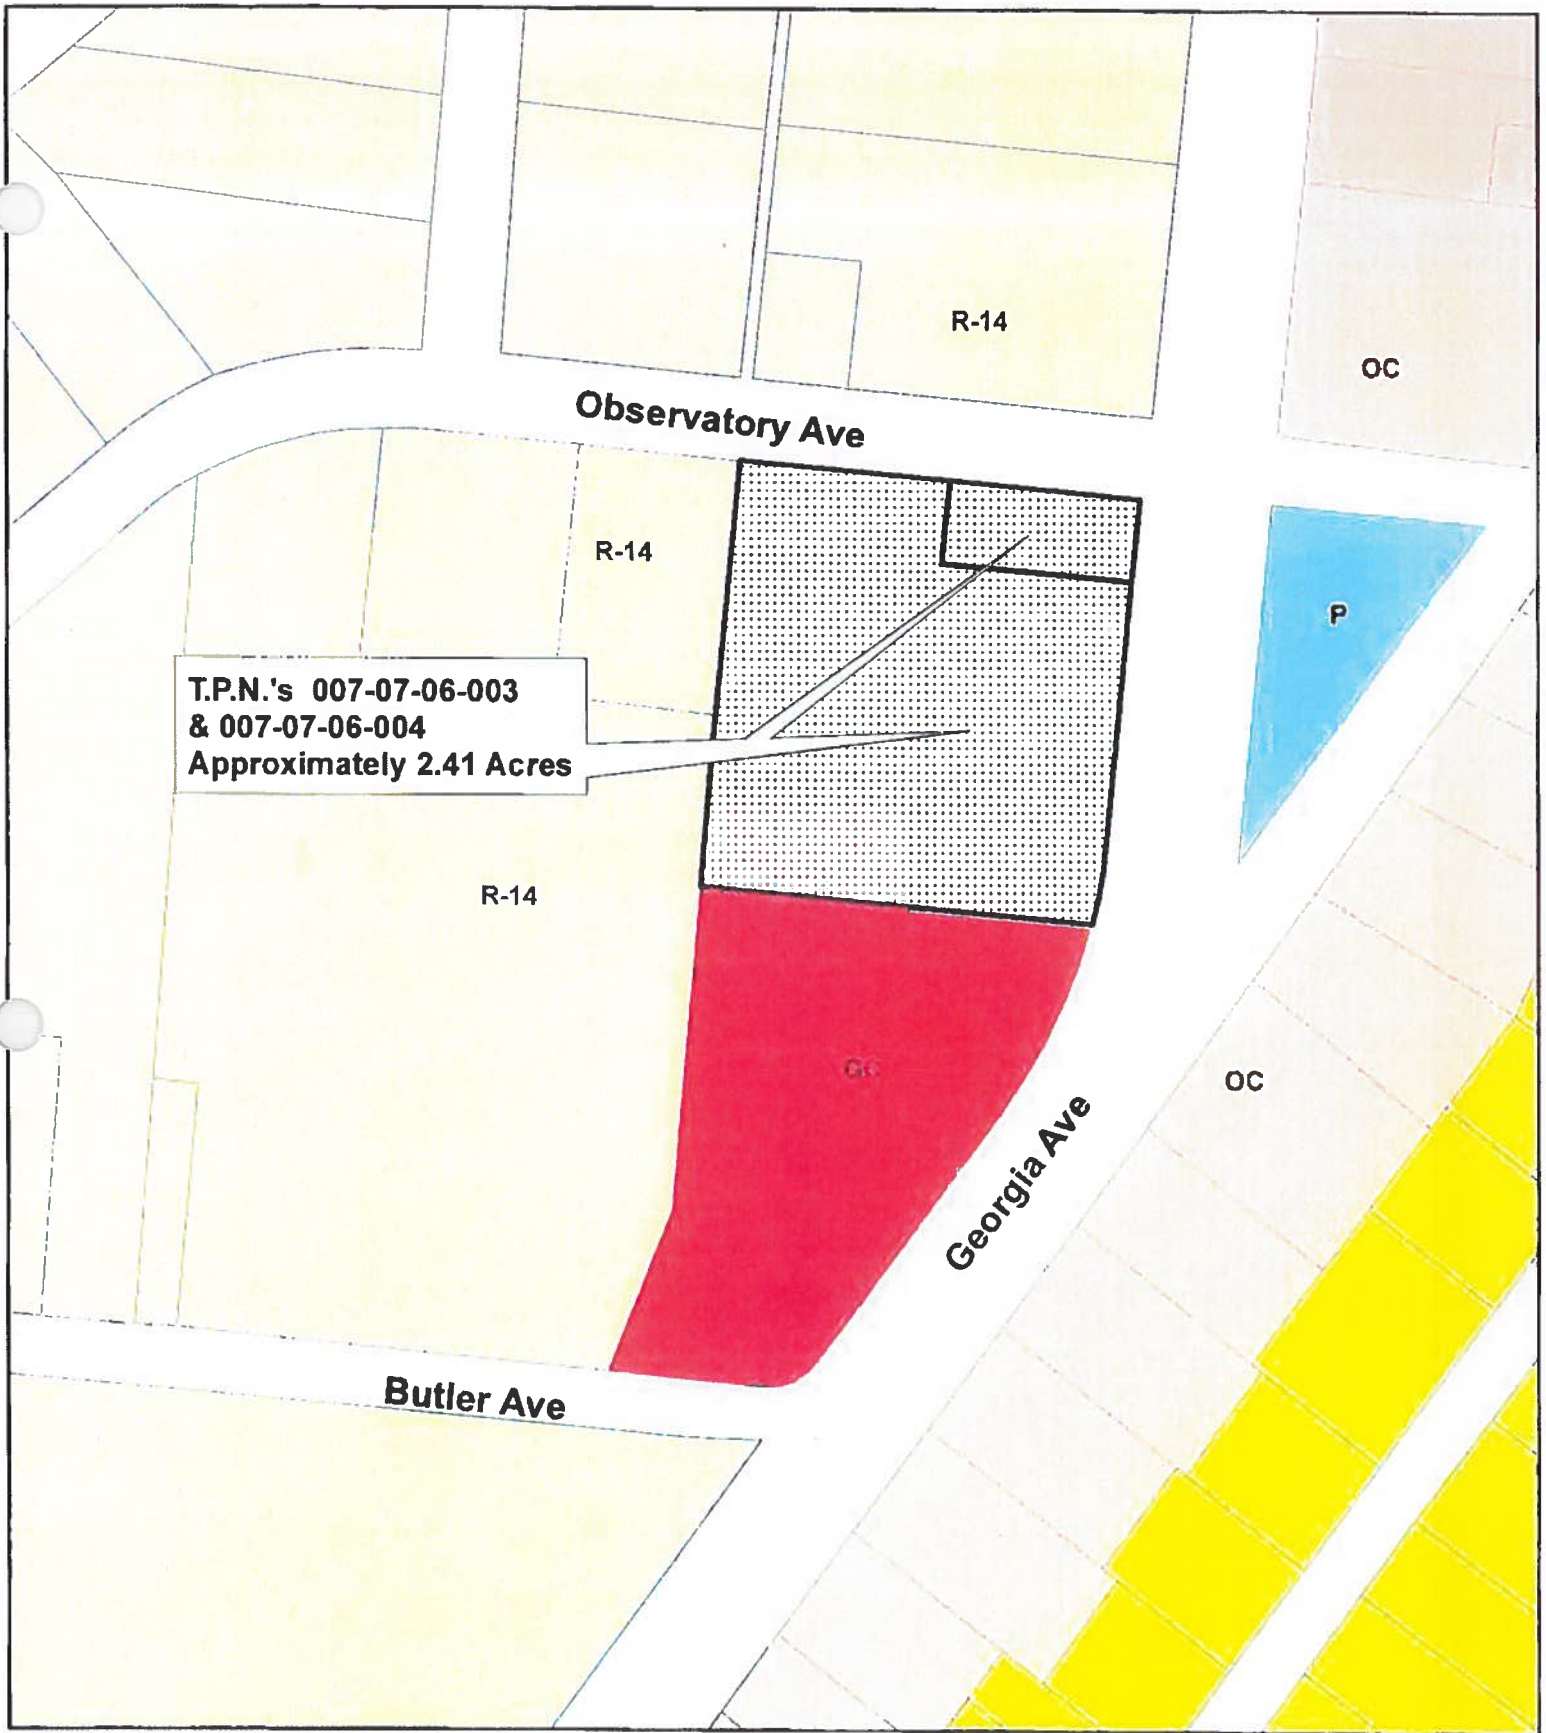 R-14
OC
Observatory Ave
R-14
P
T.P.N.'s 007-07-06-003
& 007-07-06-004
Approximately 2.41 Acres
R-14
OC
Georgia Ave
Butler Ave